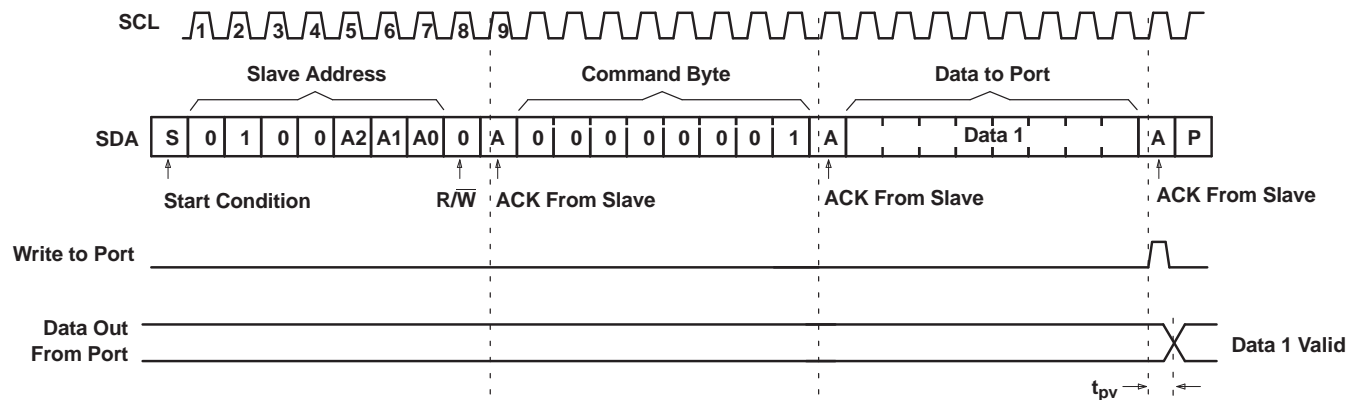 SCL 1 2 3 4 5 6 7 8 9
Slave Address Command Byte Data to Port
SDA S 0 1 0 0 A2 A1 A0 0 A 0 0 0 0 0 0 0 1 A Data 1 A P
Start Condition R/W̅ ACK From Slave ACK From Slave ACK From Slave
Write to Port
Data Out
From Port
Data 1 Valid
tpv